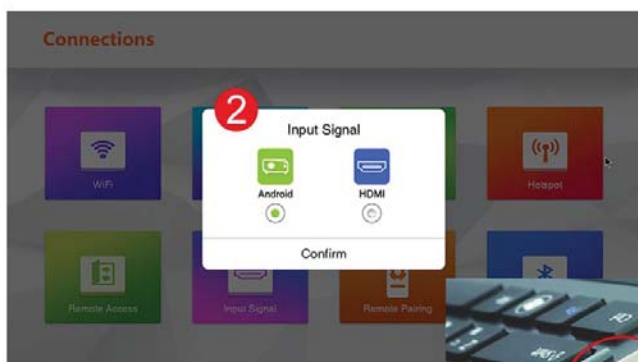 Connections
2
Input Signal
Android
HDMI
Confirm
WiFi
Hotspot
Remote Access
Input Signal
Remote Pairing